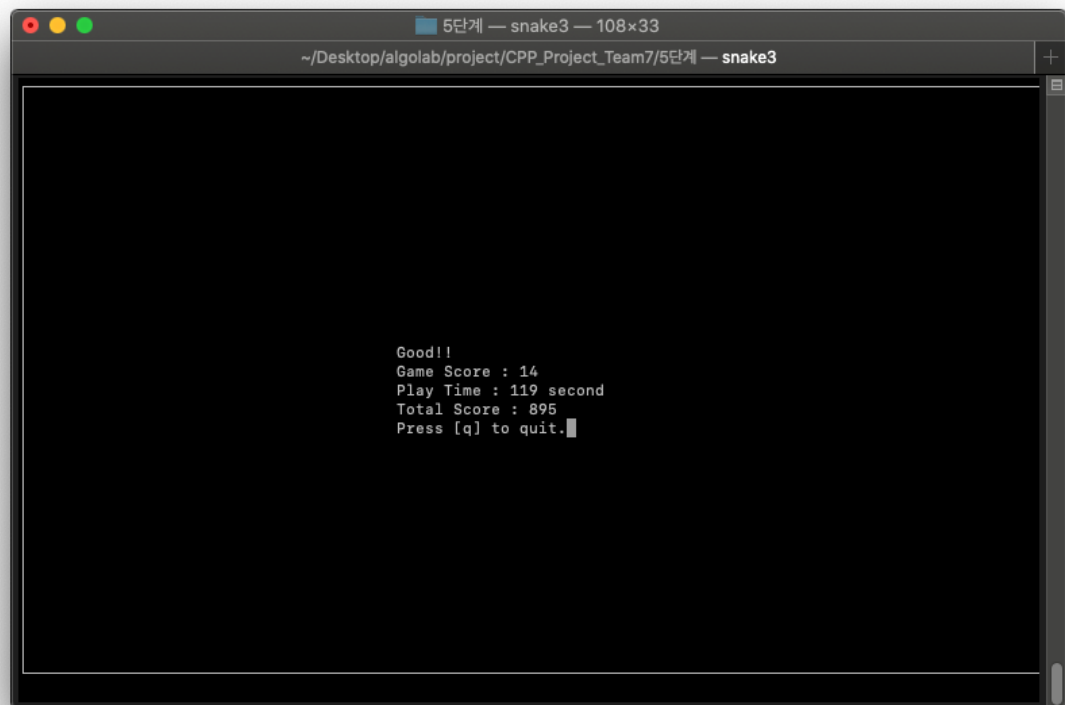 5단계 — snake3 — 108×33
~/Desktop/algolab/project/CPP_Project_Team7/5단계 — snake3
Good!!
Game Score : 14
Play Time : 119 second
Total Score : 895
Press [q] to quit.